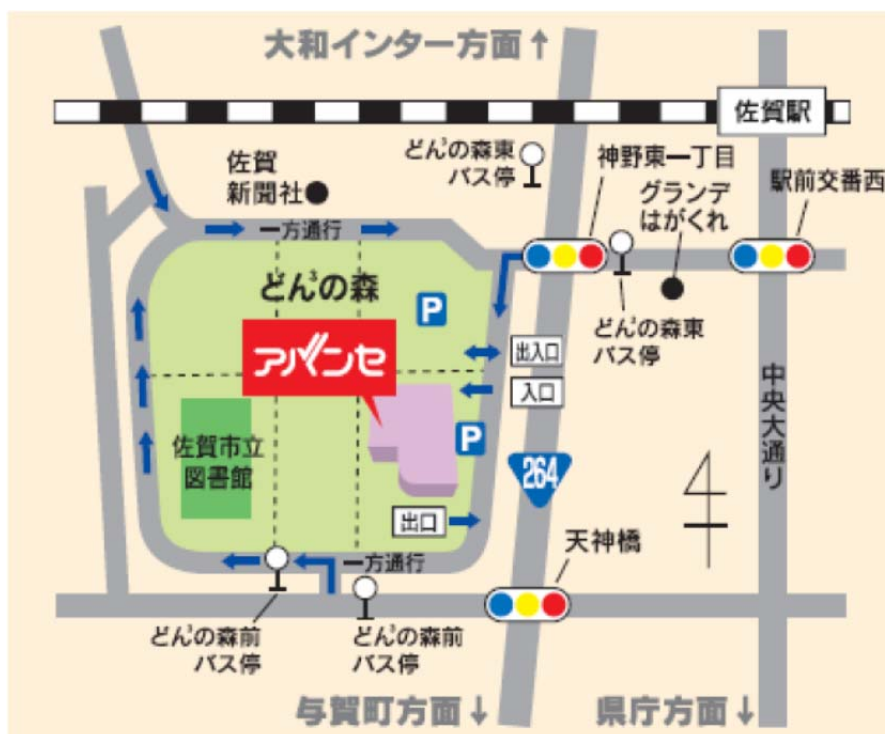 大和インター方面↑
佐賀駅
どん³の森東
バス停
神野東一丁目
佐賀
新聞社
グランデ
はがくれ
駅前交番西
一方通行
どん³の森
P
アバンセ
どん³の森東
バス停
出入口
入口
中央大通り
佐賀市立
図書館
P
264
出口
天神橋
一方通行
どん³の森前
バス停
どん³の森前
バス停
与賀町方面↓
県庁方面↓